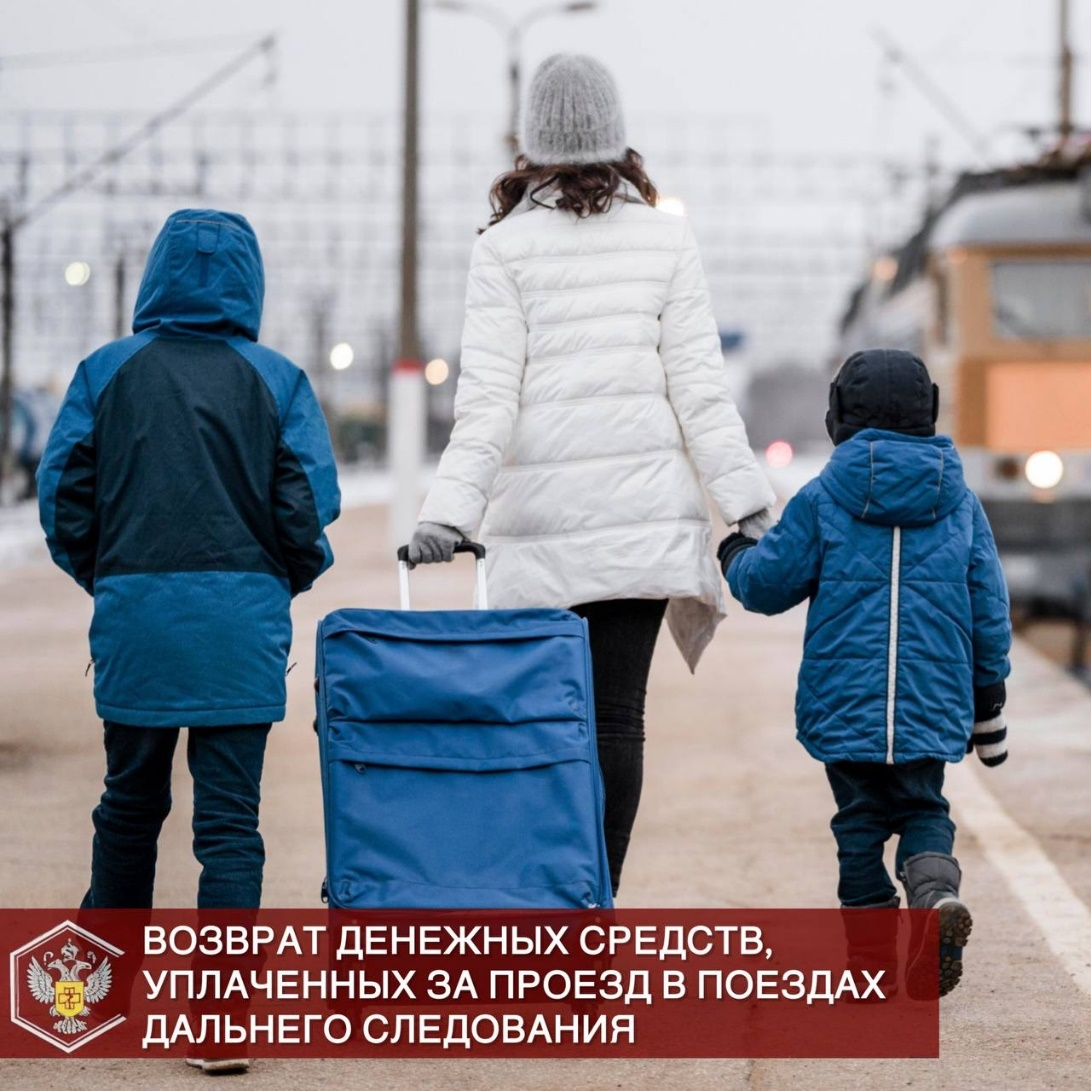 ВОЗВРАТ ДЕНЕЖНЫХ СРЕДСТВ,
УПЛАЧЕННЫХ ЗА ПРОЕЗД В ПОЕЗДАХ
ДАЛЬНЕГО СЛЕДОВАНИЯ